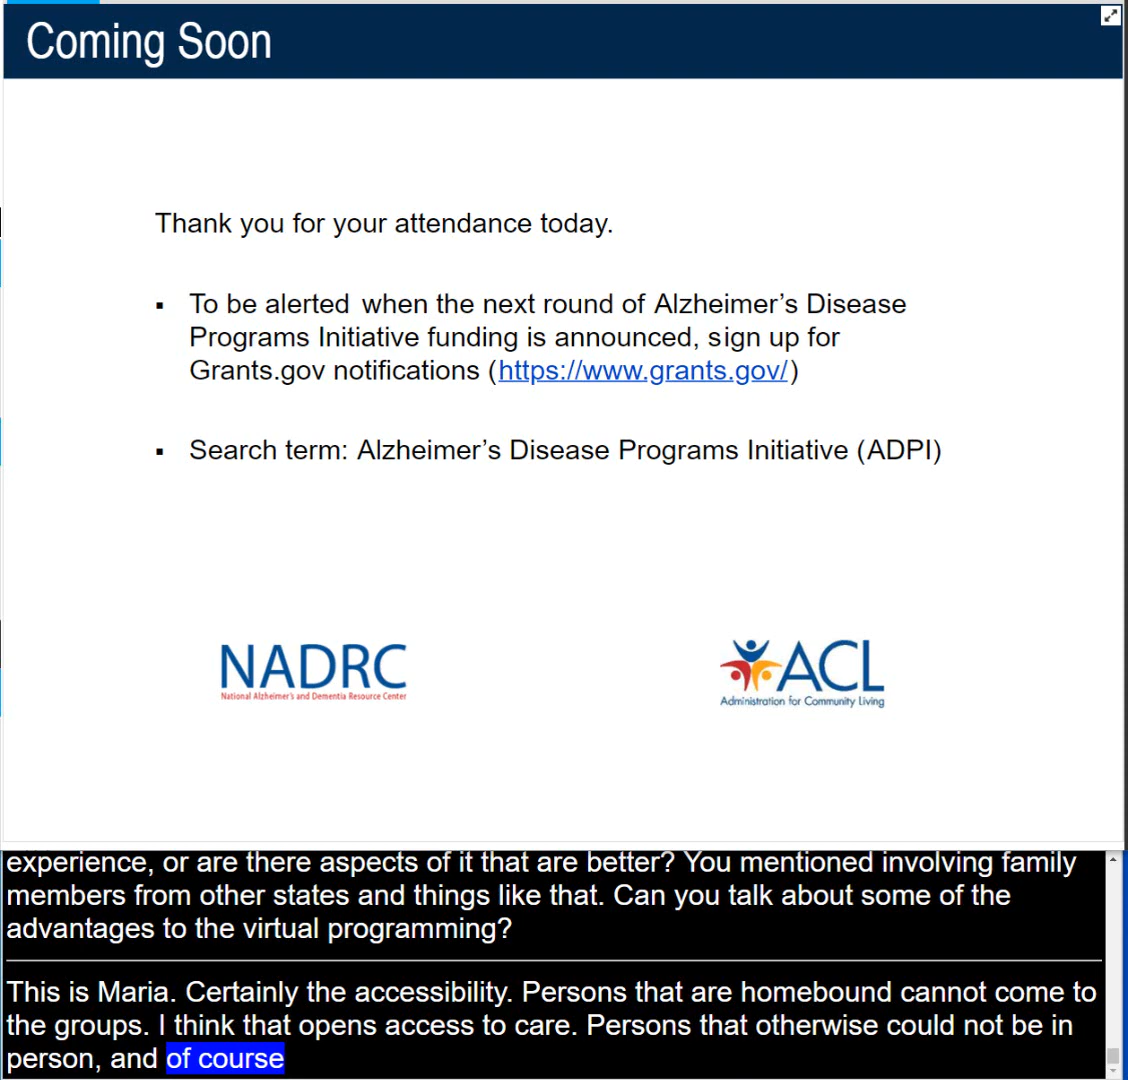 Coming Soon
Thank you for your attendance today.
▪ To be alerted when the next round of Alzheimer’s Disease
Programs Initiative funding is announced, sign up for
Grants.gov notifications (https://www.grants.gov/)
▪ Search term: Alzheimer’s Disease Programs Initiative (ADPI)
NADRC
National Alzheimer's and Dementia Resource Center
ACL
Administration for Community Living
experience, or are there aspects of it that are better? You mentioned involving family
members from other states and things like that. Can you talk about some of the
advantages to the virtual programming?
This is Maria. Certainly the accessibility. Persons that are homebound cannot come to
the groups. I think that opens access to care. Persons that otherwise could not be in
person, and of course